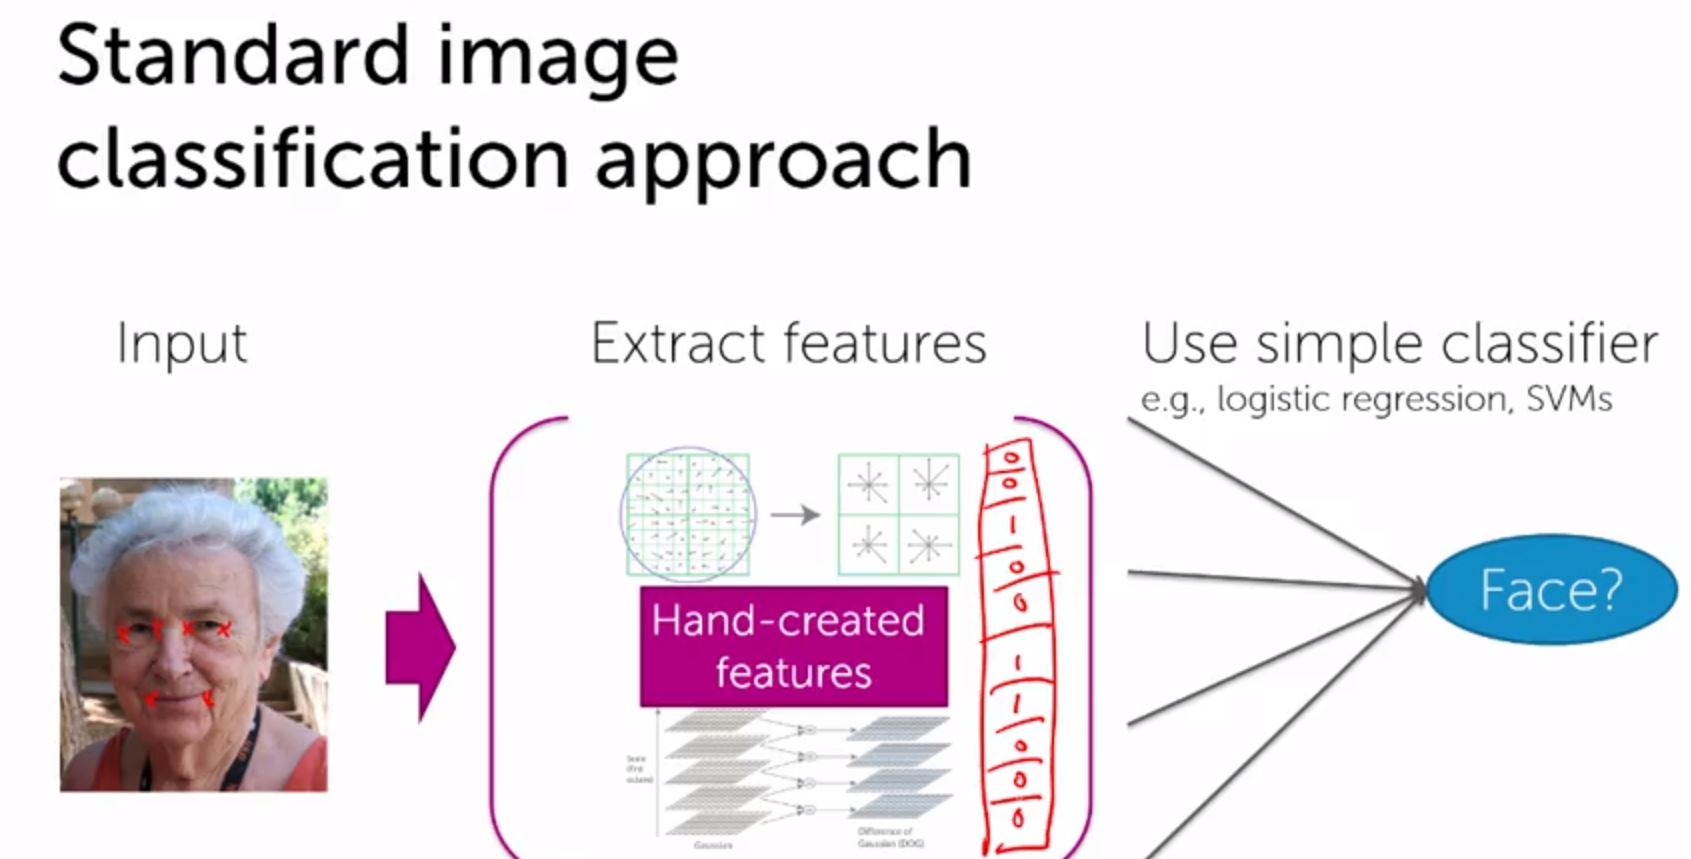 Standard image
classification approach
Input
Extract features
Use simple classifier
e.g., logistic regression, SVMs
0
0
1
0
0
Hand-created
features
1
1
0
0
0
Face?
Scale
(first
octave)
Gaussian
Difference of
Gaussian (DOG)